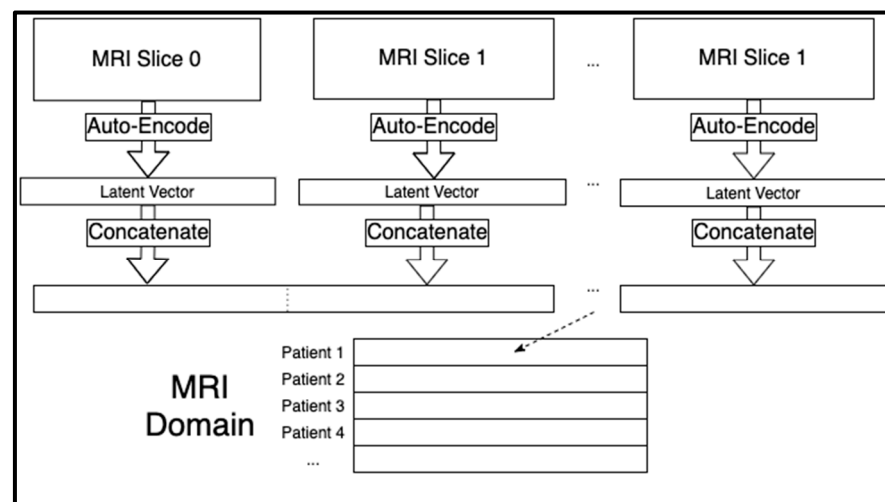 MRI Slice 0
MRI Slice 1
...
MRI Slice 1
Auto-Encode
Auto-Encode
Auto-Encode
Latent Vector
Latent Vector
...
Latent Vector
Concatenate
Concatenate
Concatenate
...
MRI
Domain
Patient 1
Patient 2
Patient 3
Patient 4
...